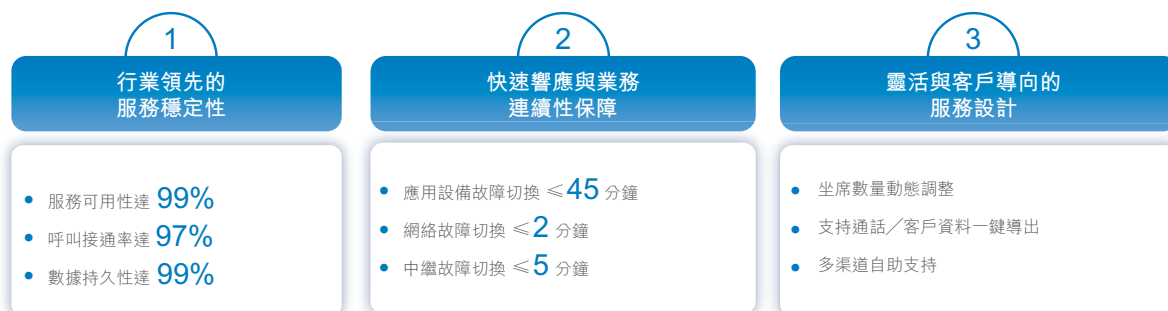 1
行業領先的
服務穩定性
服務可用性達 99%
呼叫接通率達 97%
數據持久性達 99%
2
快速響應與業務
連續性保障
應用設備故障切換 ≤45 分鐘
網絡故障切換 ≤2 分鐘
中繼故障切換 ≤5 分鐘
3
靈活與客戶導向的
服務設計
坐席數量動態調整
支持通話／客戶資料一鍵導出
多渠道自助支持